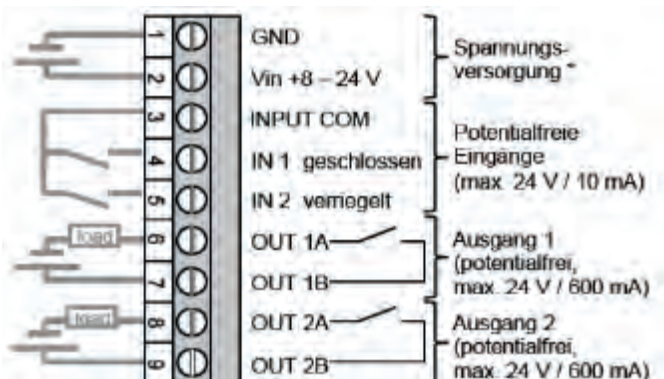 1 GND
2 Vin +8 – 24 V
Spannungs-
versorgung *
3 INPUT COM
4 IN 1 geschlossen
5 IN 2 verriegelt
Potentialfreie
Eingänge
(max. 24 V / 10 mA)
load
6 OUT 1A
7 OUT 1B
Ausgang 1
(potentialfrei,
max. 24 V / 600 mA)
load
8 OUT 2A
9 OUT 2B
Ausgang 2
(potentialfrei,
max. 24 V / 600 mA)